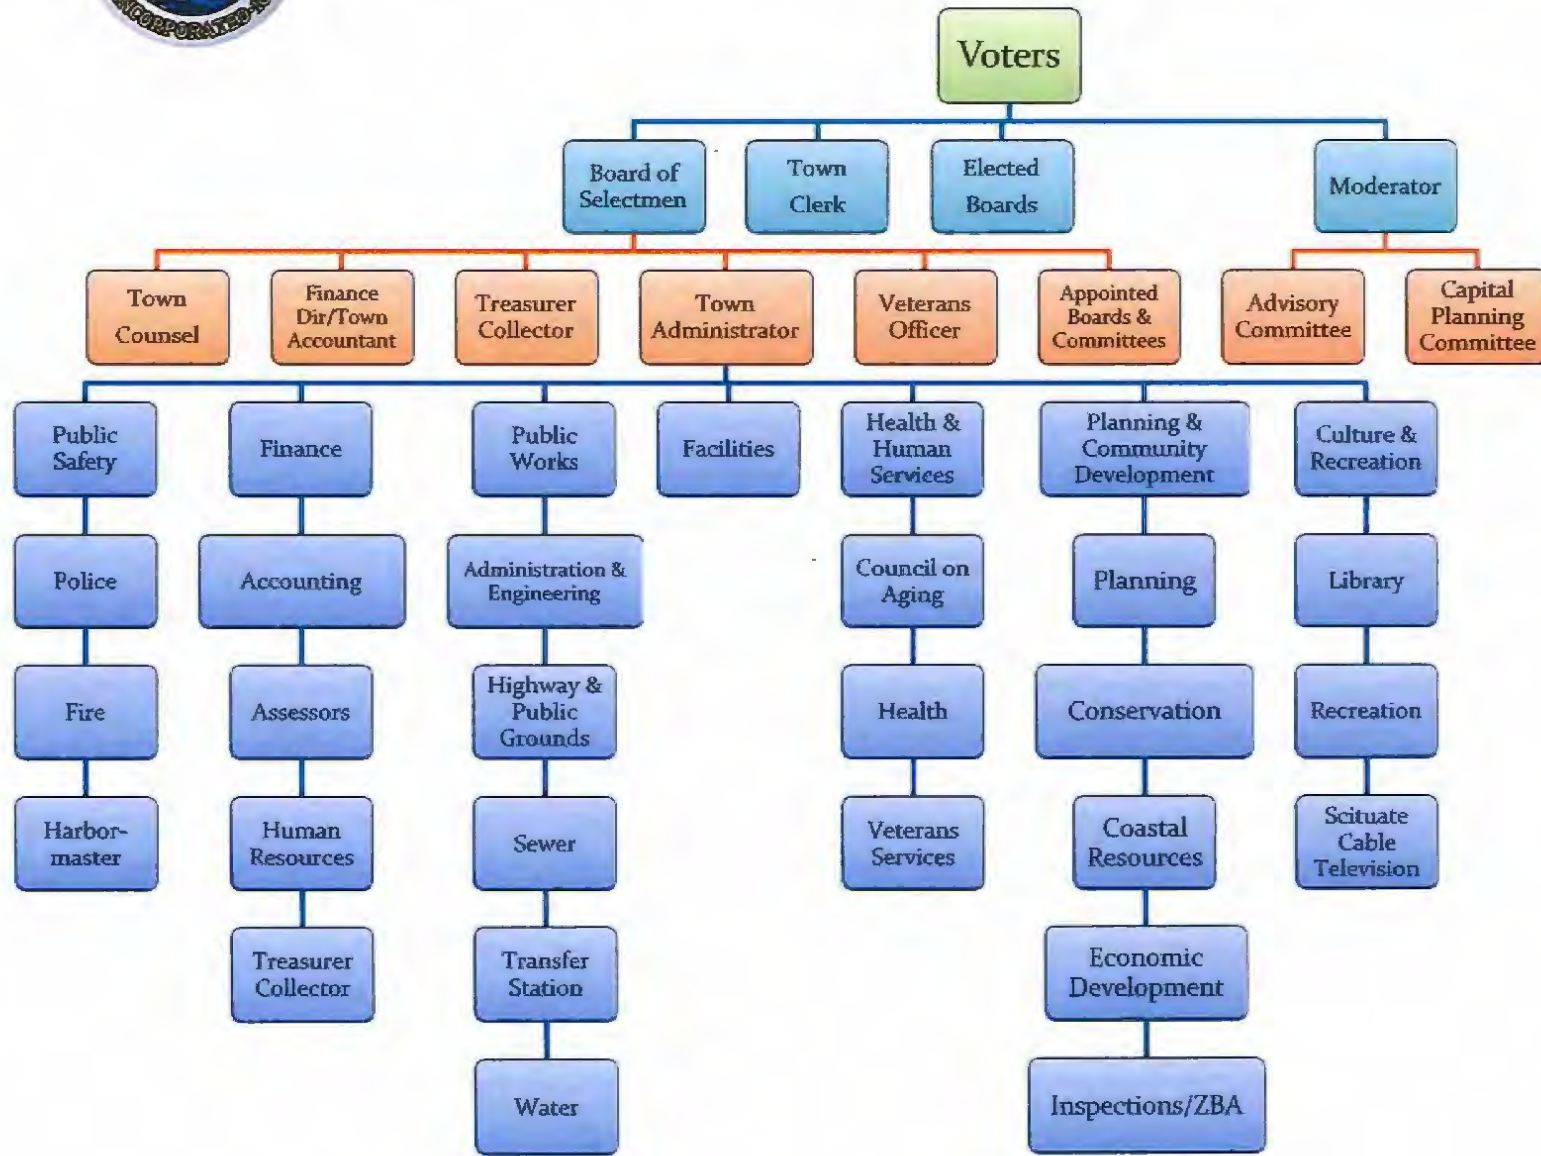 INCORPORATED
Voters
Board of
Selectmen
Town
Clerk
Elected
Boards
Moderator
Town
Counsel
Finance
Dir/Town
Accountant
Treasurer
Collector
Town
Administrator
Veterans
Officer
Appointed
Boards &
Committees
Advisory
Committee
Capital
Planning
Committee
Public
Safety
Finance
Public
Works
Facilities
Health &
Human
Services
Planning &
Community
Development
Culture &
Recreation
Police
Accounting
Administration &
Engineering
Council on
Aging
Planning
Library
Fire
Assessors
Highway &
Public
Grounds
Health
Conservation
Recreation
Harbor-
master
Human
Resources
Sewer
Veterans
Services
Coastal
Resources
Scituate
Cable
Television
Treasurer
Collector
Transfer
Station
Economic
Development
Water
Inspections/ZBA